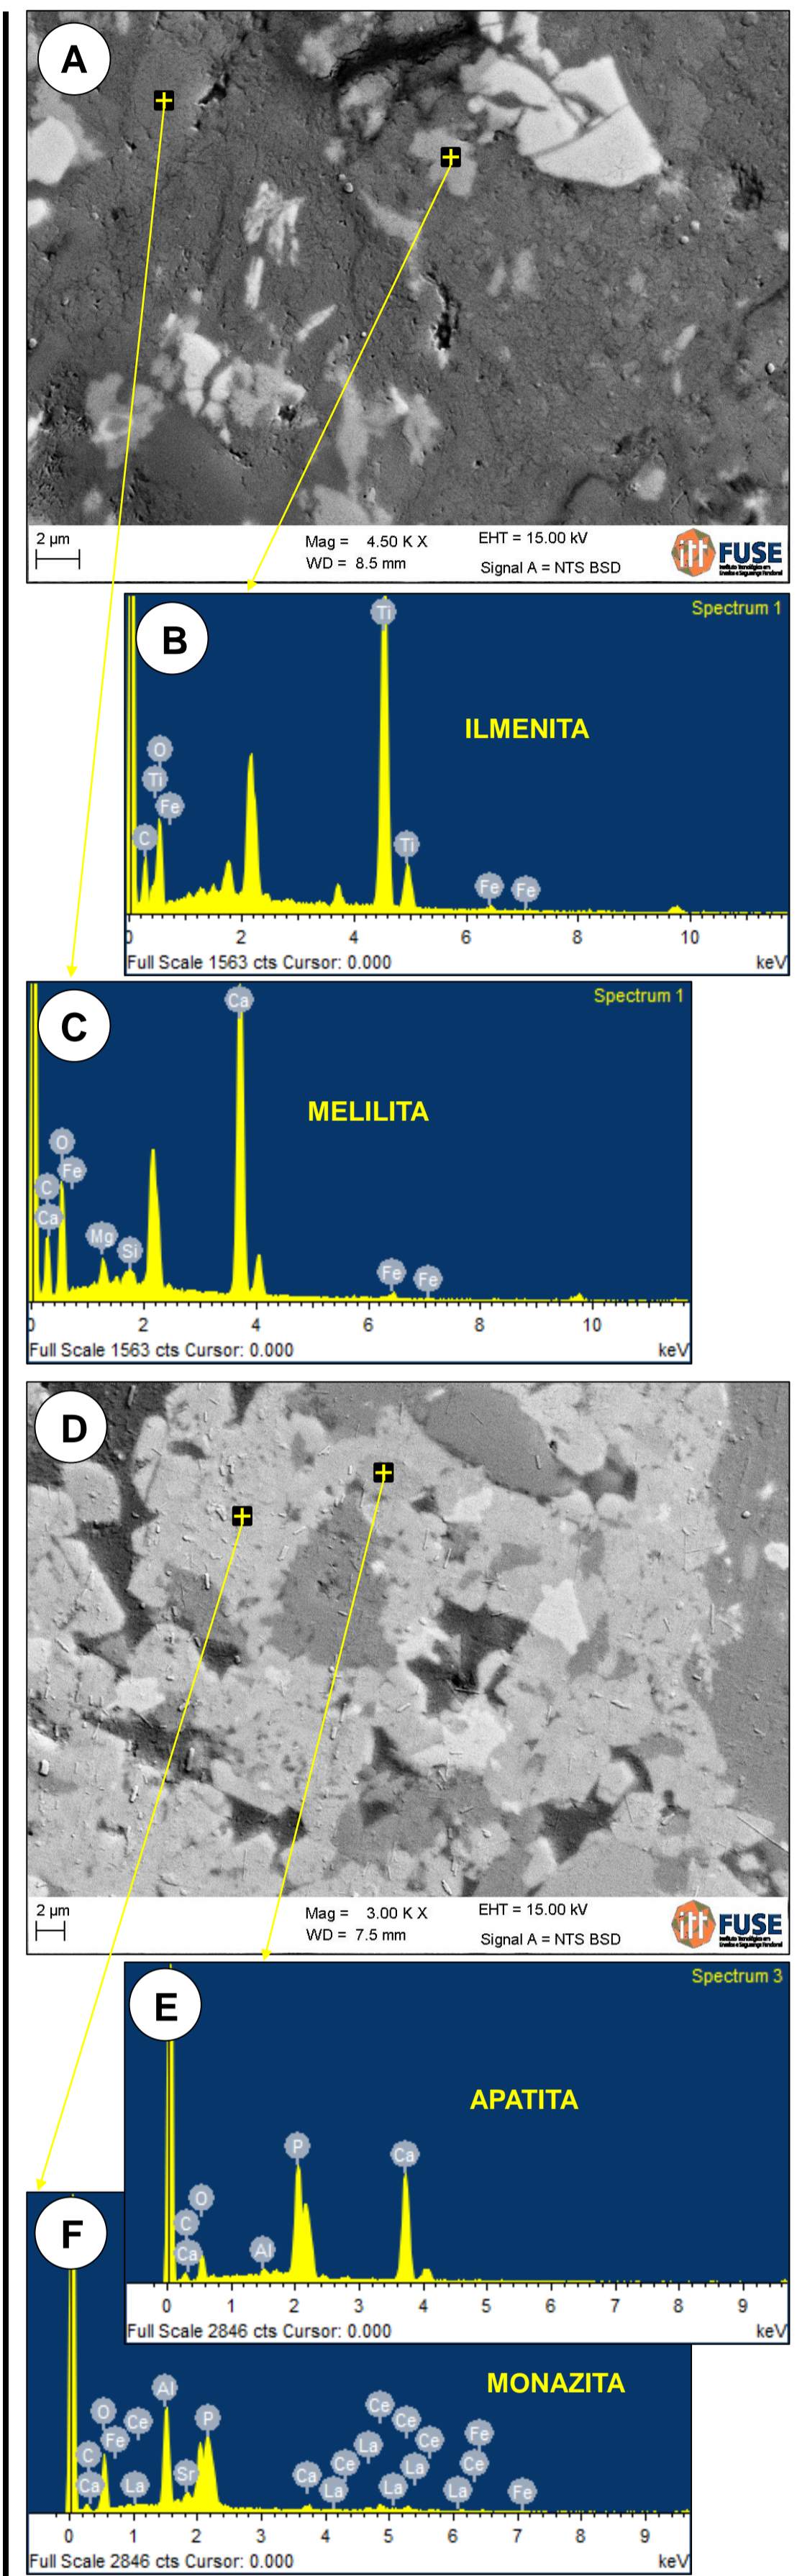 A
2 µm
Mag = 4.50 K X
EHT = 15.00 kV
WD = 8.5 mm
Signal A = NTS BSD
itt FUSE
B
Spectrum 1
Ti
ILMENITA
O
Ti
Fe
C
Ti
Fe
Fe
0 2 4 6 8 10
Full Scale 1563 cts Cursor: 0.000
keV
C
Spectrum 1
Ca
MELILITA
O
Fe
C
Ca
Mg
Si
Fe
Fe
0 2 4 6 8 10
Full Scale 1563 cts Cursor: 0.000
keV
D
2 µm
Mag = 3.00 K X
EHT = 15.00 kV
WD = 7.5 mm
Signal A = NTS BSD
itt FUSE
E
Spectrum 3
APATITA
P
Ca
O
C
Ca
Al
0 1 2 3 4 5 6 7 8 9
Full Scale 2846 cts Cursor: 0.000
keV
F
MONAZITA
Al
O
Ce
Fe
P
C
Ca
La
Sr
Ce
Ce
Ce
Fe
La
Ce
La
Ce
Ca
La
La
La
Fe
0 1 2 3 4 5 6 7 8 9
Full Scale 2846 cts Cursor: 0.000
keV